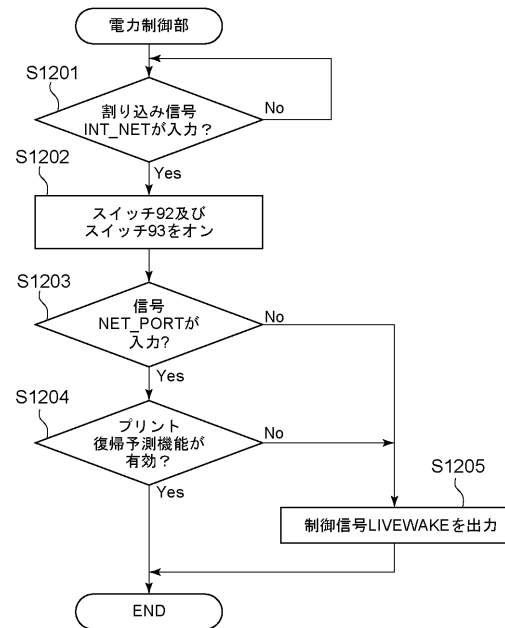 電力制御部
S1201
割り込み信号
INT_NETが入力？
No
Yes
S1202
スイッチ92及び
スイッチ93をオン
S1203
信号
NET_PORTが
入力?
No
Yes
S1204
プリント
復帰予測機能が
有効？
No
Yes
S1205
制御信号LIVEWAKEを出力
END